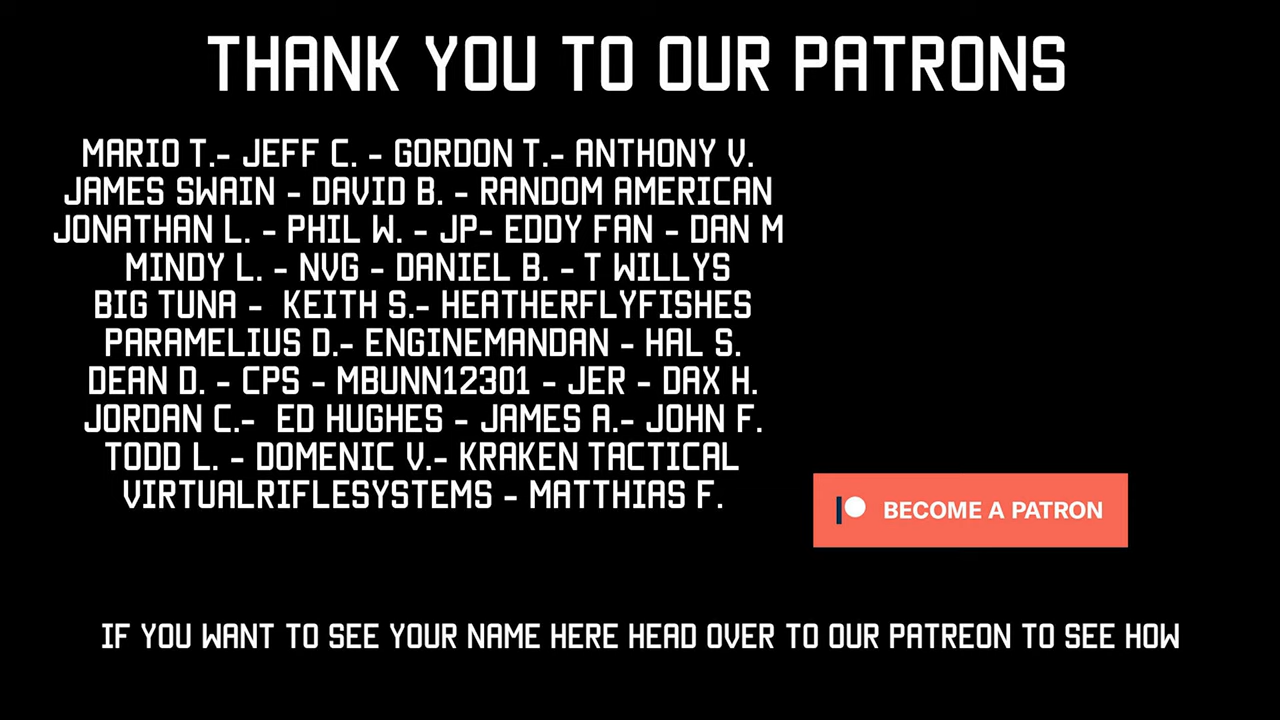 THANK YOU TO OUR PATRONS
MARIO T.- JEFF C. - GORDON T.- ANTHONY V.
JAMES SWAIN - DAVID B. - RANDOM AMERICAN
JONATHAN L. - PHIL W. - JP- EDDY FAN - DAN M
MINDY L. - NVG - DANIEL B. - T WILLYS
BIG TUNA -  KEITH S.- HEATHERFLYFISHES
PARAMELIUS D.- ENGINEMANDAN - HAL S.
DEAN D. - CPS - MBUNN12301 - JER - DAX H.
JORDAN C.-  ED HUGHES - JAMES A.- JOHN F.
TODD L. - DOMENIC V.- KRAKEN TACTICAL
VIRTUALRIFLESYSTEMS - MATTHIAS F.
BECOME A PATRON
IF YOU WANT TO SEE YOUR NAME HERE HEAD OVER TO OUR PATREON TO SEE HOW